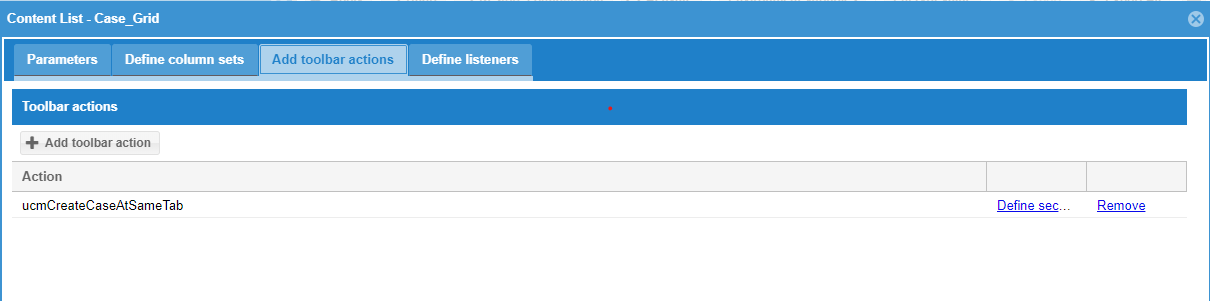 Content List - Case_Grid
Parameters Define column sets Add toolbar actions Define listeners
Toolbar actions *
Add toolbar action
Action
ucmCreateCaseAtSameTab Define sec... Remove